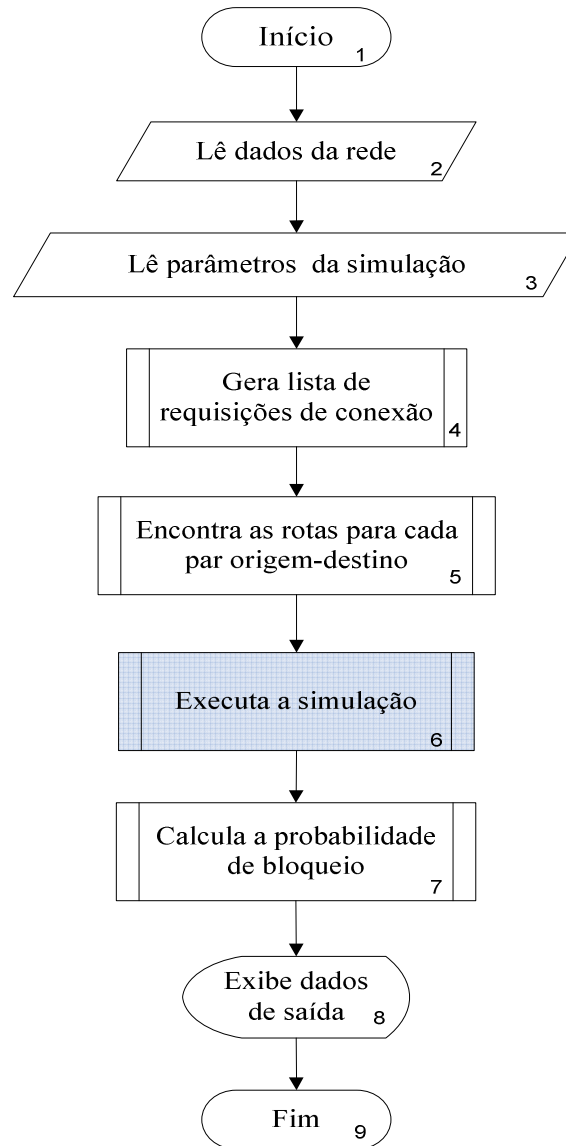 Início
1
Lê dados da rede
2
Lê parâmetros da simulação
3
Gera lista de
requisições de conexão
4
Encontra as rotas para cada
par origem-destino
5
Executa a simulação
6
Calcula a probabilidade
de bloqueio
7
Exibe dados
de saída
8
Fim
9